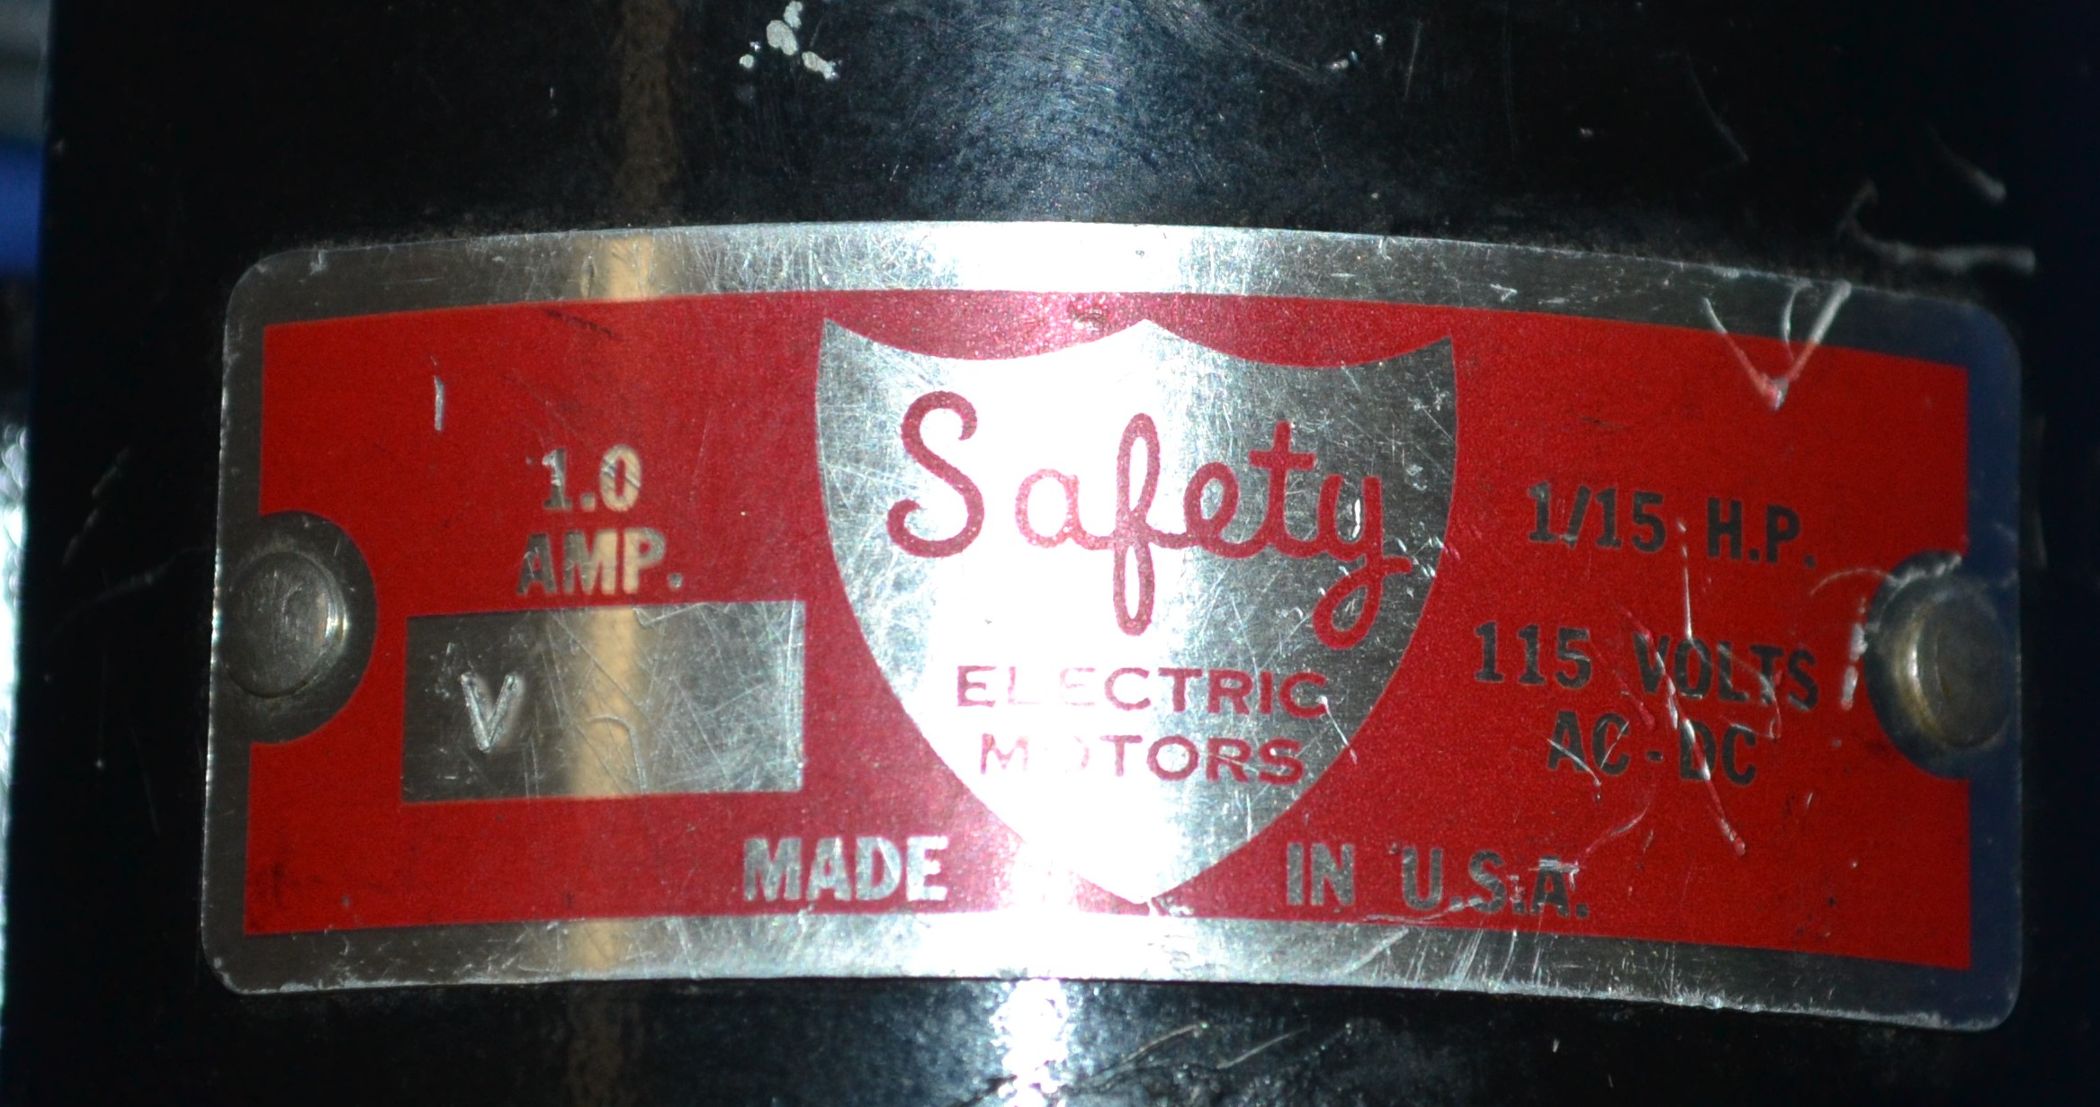 1.0
AMP.
V
Safety
ELECTRIC
MOTORS
1/15 H.P.
115 VOLTS
AC-DC
MADE IN U.S.A.